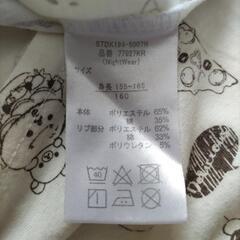 品番 77027KR
(NightWear)
サイズ
身長 155~165
160
本体 ポリエステル 65%
綿 35%
リブ部分 ポリエステル 62%
綿 33%
ポリウレタン 5%
40